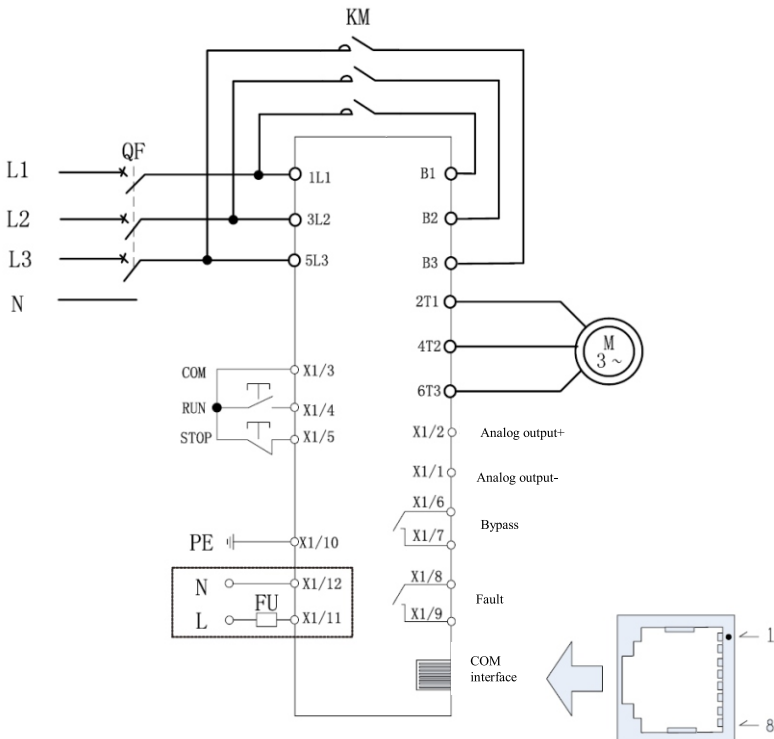 KM
QF
L1
1L1
B1
L2
3L2
B2
L3
5L3
B3
N
2T1
M
3~
4T2
6T3
COM
X1/3
RUN
X1/4
STOP
X1/5
X1/2
Analog output+
X1/1
Analog output-
X1/6
Bypass
X1/7
PE
X1/10
N
X1/12
FU
L
X1/11
X1/8
Fault
X1/9
COM
interface
1
8